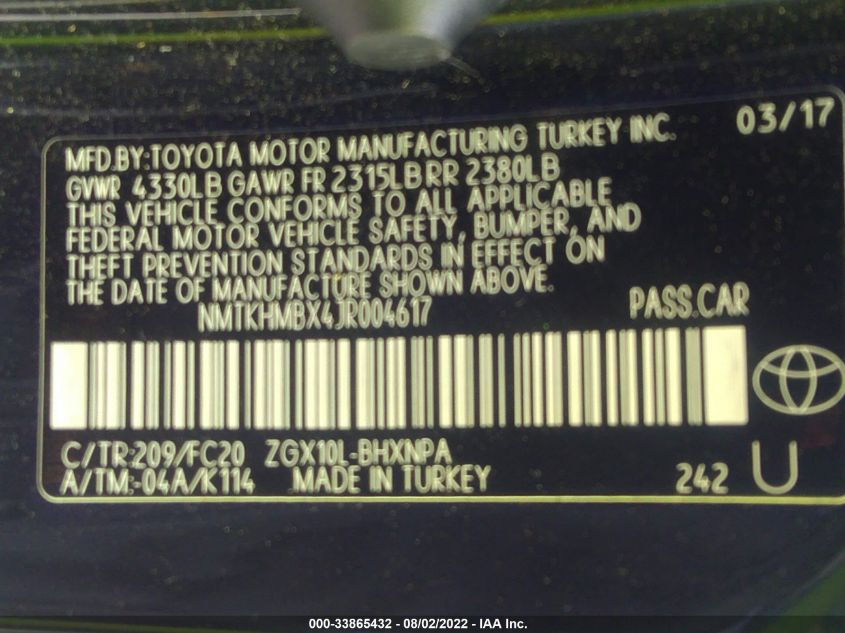 03/17
MFD.BY:TOYOTA MOTOR MANUFACTURING TURKEY INC.
GVWR 4330LB GAWR FR 2315LB RR 2380LB
THIS VEHICLE CONFORMS TO ALL APPLICABLE
FEDERAL MOTOR VEHICLE SAFETY, BUMPER, AND
THEFT PREVENTION STANDARDS IN EFFECT ON
THE DATE OF MANUFACTURE SHOWN ABOVE.
NMTKHMBX4JR004617 PASS.CAR
C/TR:209/FC20 ZGX10L-BHXNPA
A/TM:-04A/K114 MADE IN TURKEY 242 U
000-33865432 - 08/02/2022 - IAA Inc.